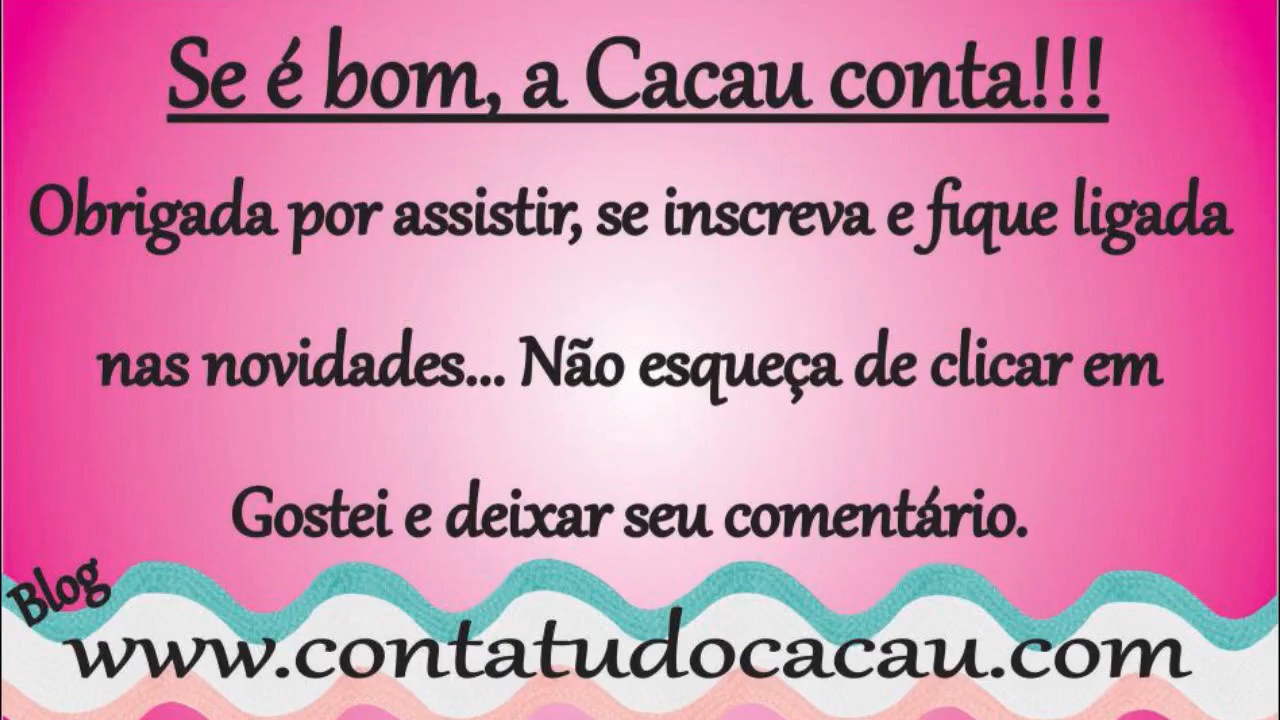 Se é bom, a Cacau conta!!!
Obrigada por assistir, se inscreva e fique ligada
nas novidades... Não esqueça de clicar em
Gostei e deixar seu comentário.
Blog
www.contatudocacau.com